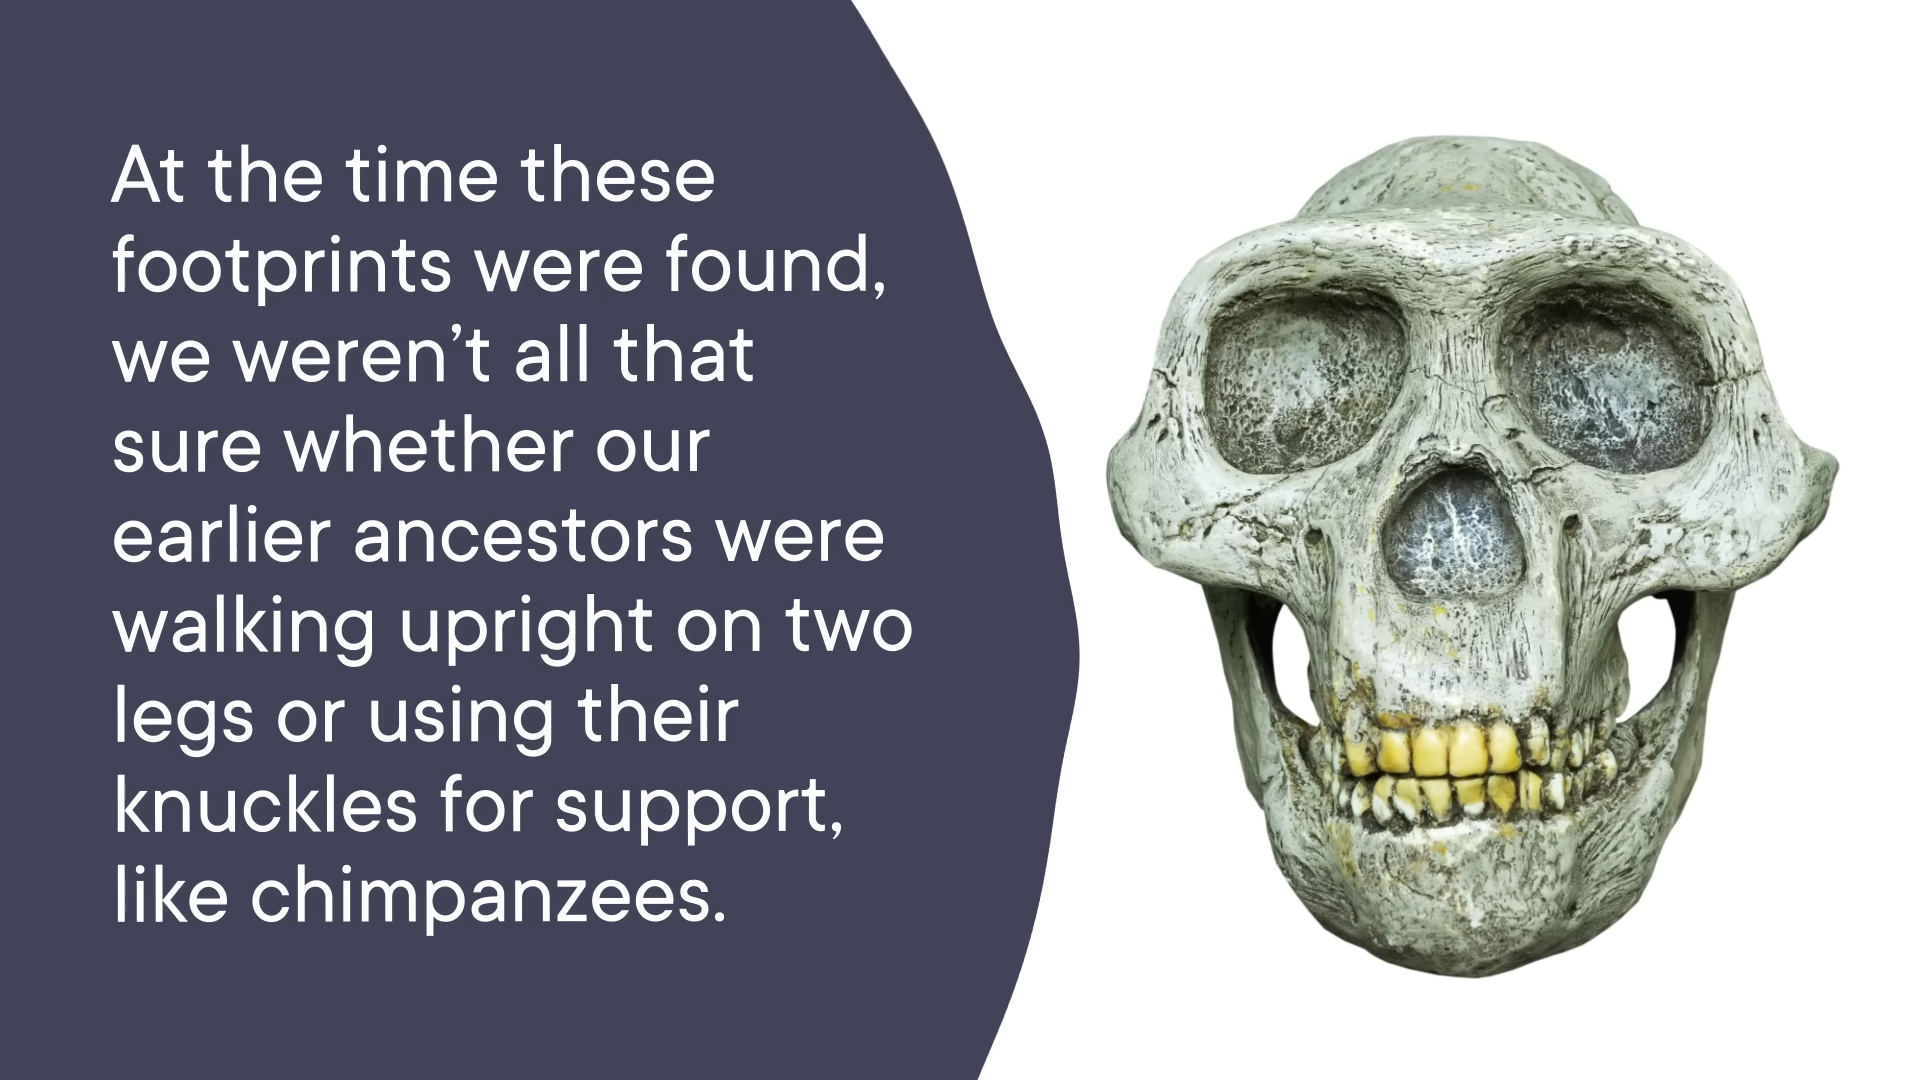 At the time these
footprints were found,
we weren’t all that
sure whether our
earlier ancestors were
walking upright on two
legs or using their
knuckles for support,
like chimpanzees.